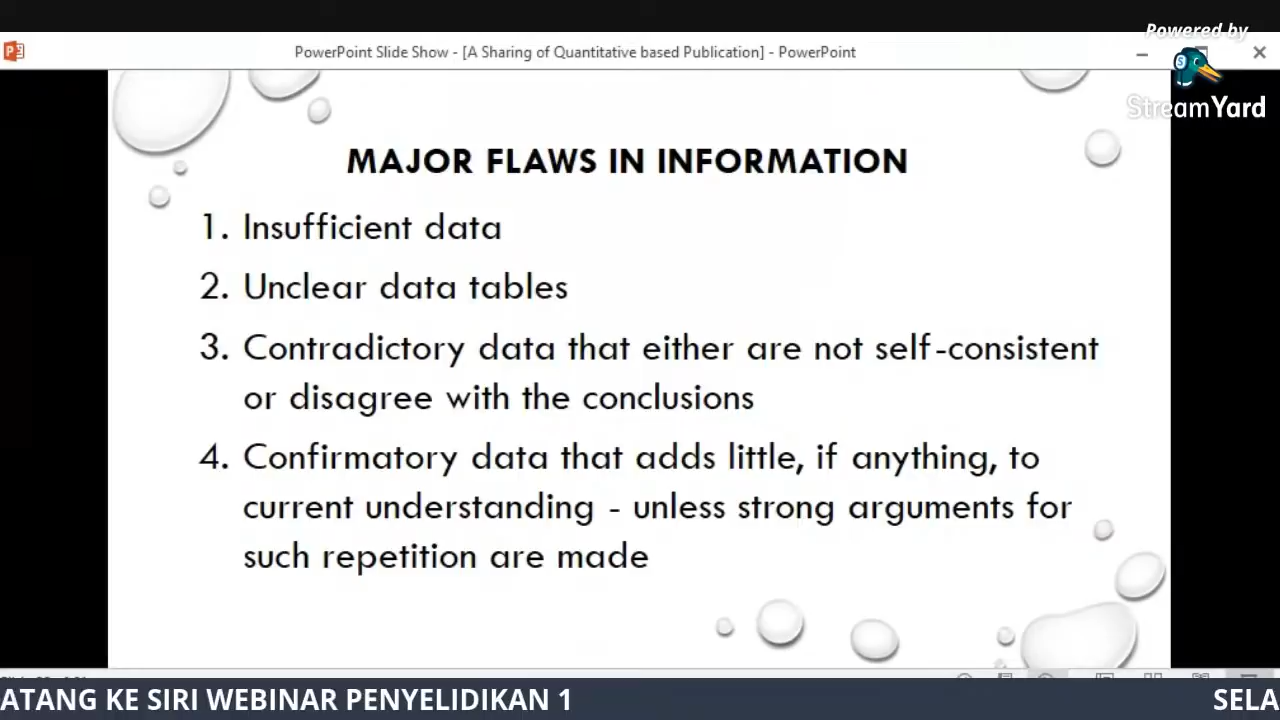 Powered by
PowerPoint Slide Show - [A Sharing of Quantitative based Publication] - PowerPoint
StreamYard
MAJOR FLAWS IN INFORMATION
1. Insufficient data
2. Unclear data tables
3. Contradictory data that either are not self-consistent
or disagree with the conclusions
4. Confirmatory data that adds little, if anything, to
current understanding - unless strong arguments for
such repetition are made
ATANG KE SIRI WEBINAR PENYELIDIKAN 1 SELA